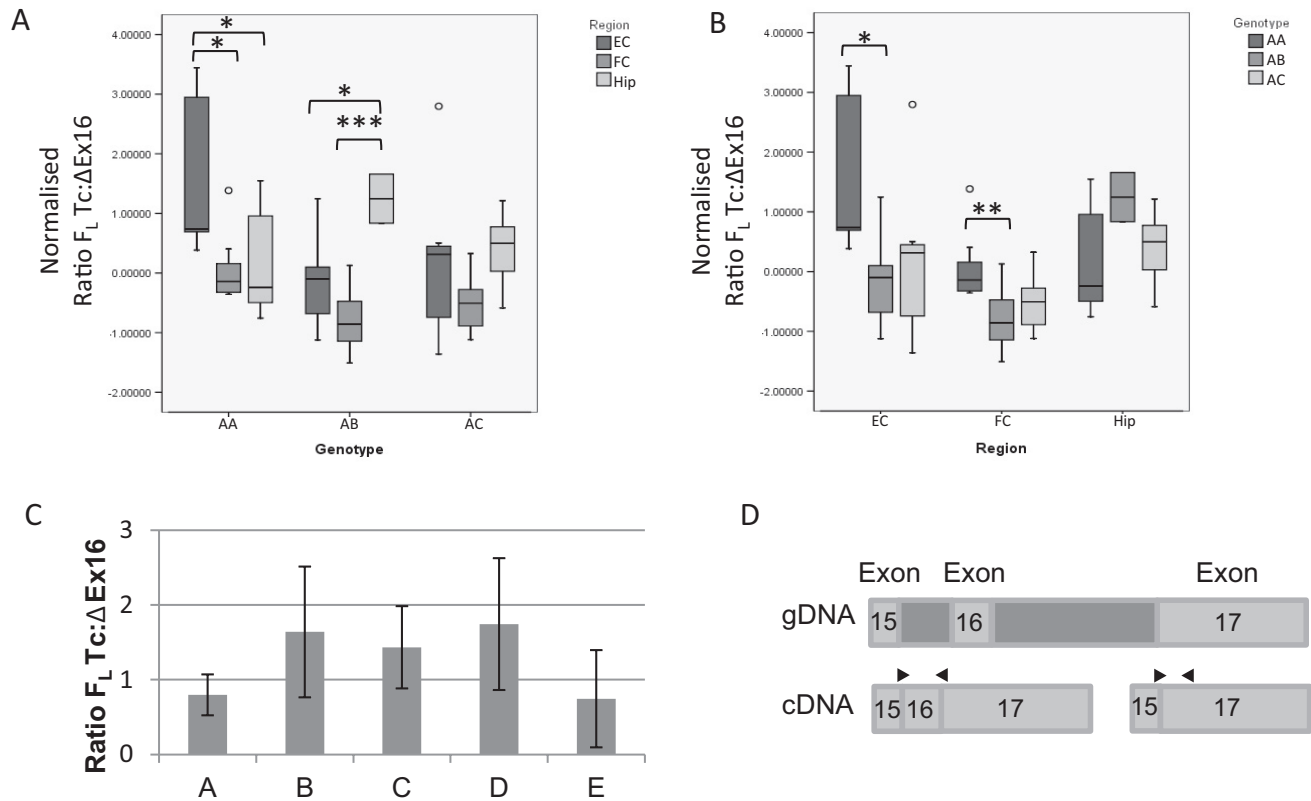 A
Normalised
Ratio FL Tc:ΔEx16
4.00000
3.00000
2.00000
1.00000
0.00000
-1.00000
-2.00000
*
*
*
***
AA
AB
AC
Genotype
Region
EC
FC
Hip
B
Normalised
Ratio FL Tc:ΔEx16
4.00000
3.00000
2.00000
1.00000
0.00000
-1.00000
-2.00000
*
**
EC
FC
Hip
Region
Genotype
AA
AB
AC
C
Ratio FL Tc:ΔEx16
3
2
1
0
A B C D E
D
Exon Exon Exon
gDNA 15 16 17
cDNA 15 16 17 15 17